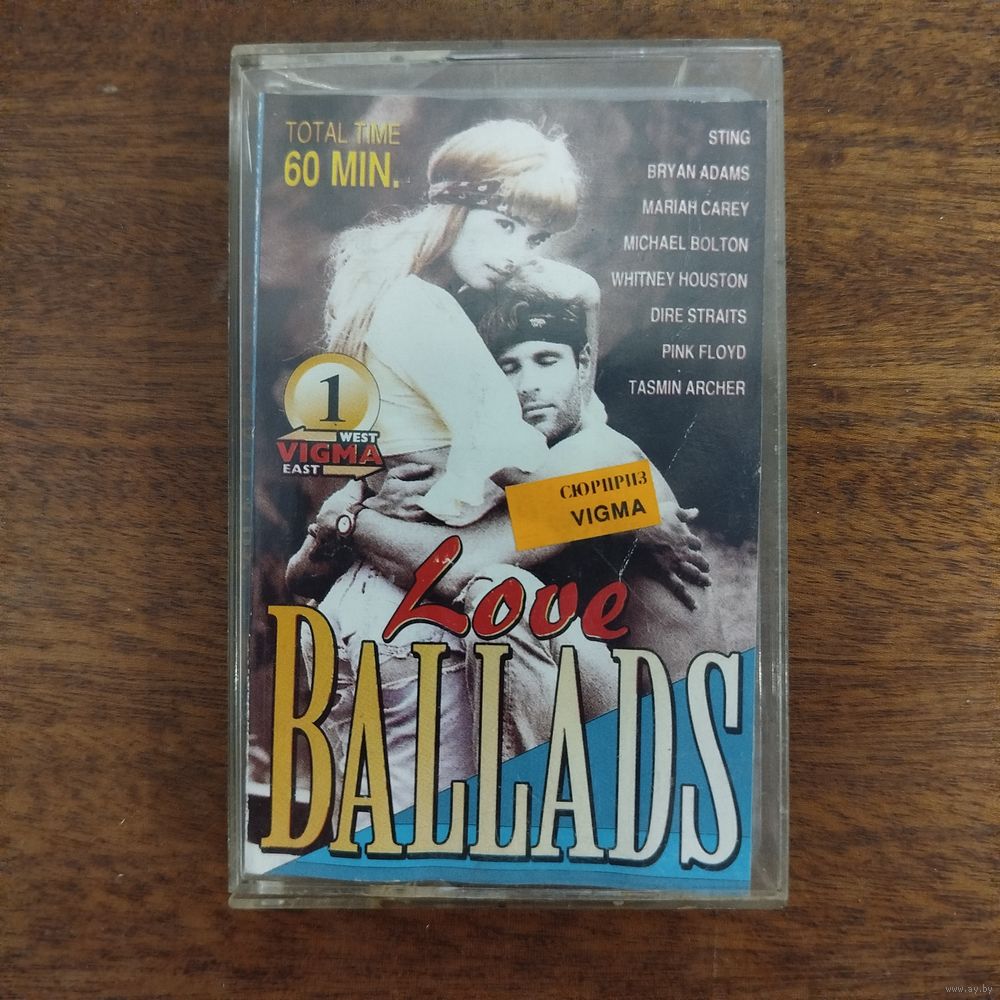 TOTAL TIME
60 MIN.
STING
BRYAN ADAMS
MARIAH CAREY
MICHAEL BOLTON
WHITNEY HOUSTON
DIRE STRAITS
PINK FLOYD
TASMIN ARCHER
1
WEST
VIGMA
EAST
СЮРПРИЗ
VIGMA
Love
BALLADS
www.ay.by